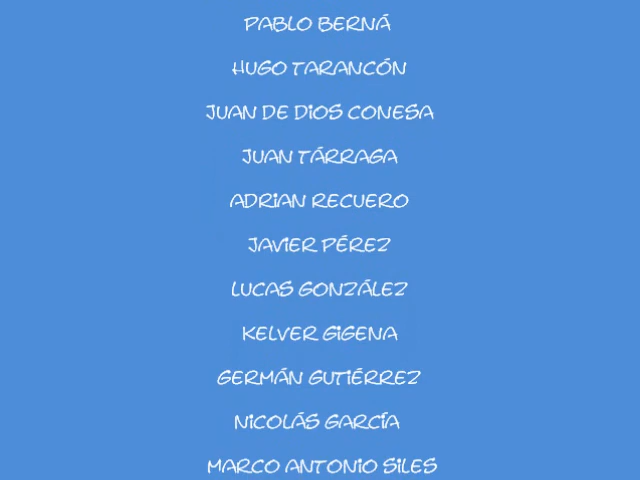 PABLO BERNÁ
HUGO TARANCÓN
JUAN DE DIOS CONESA
JUAN TÁRRAGA
ADRIAN RECUERO
JAVIER PÉREZ
LUCAS GONZÁLEZ
KELVER GIGENA
GERMÁN GUTIÉRREZ
NICOLÁS GARCÍA
MARCO ANTONIO SILES